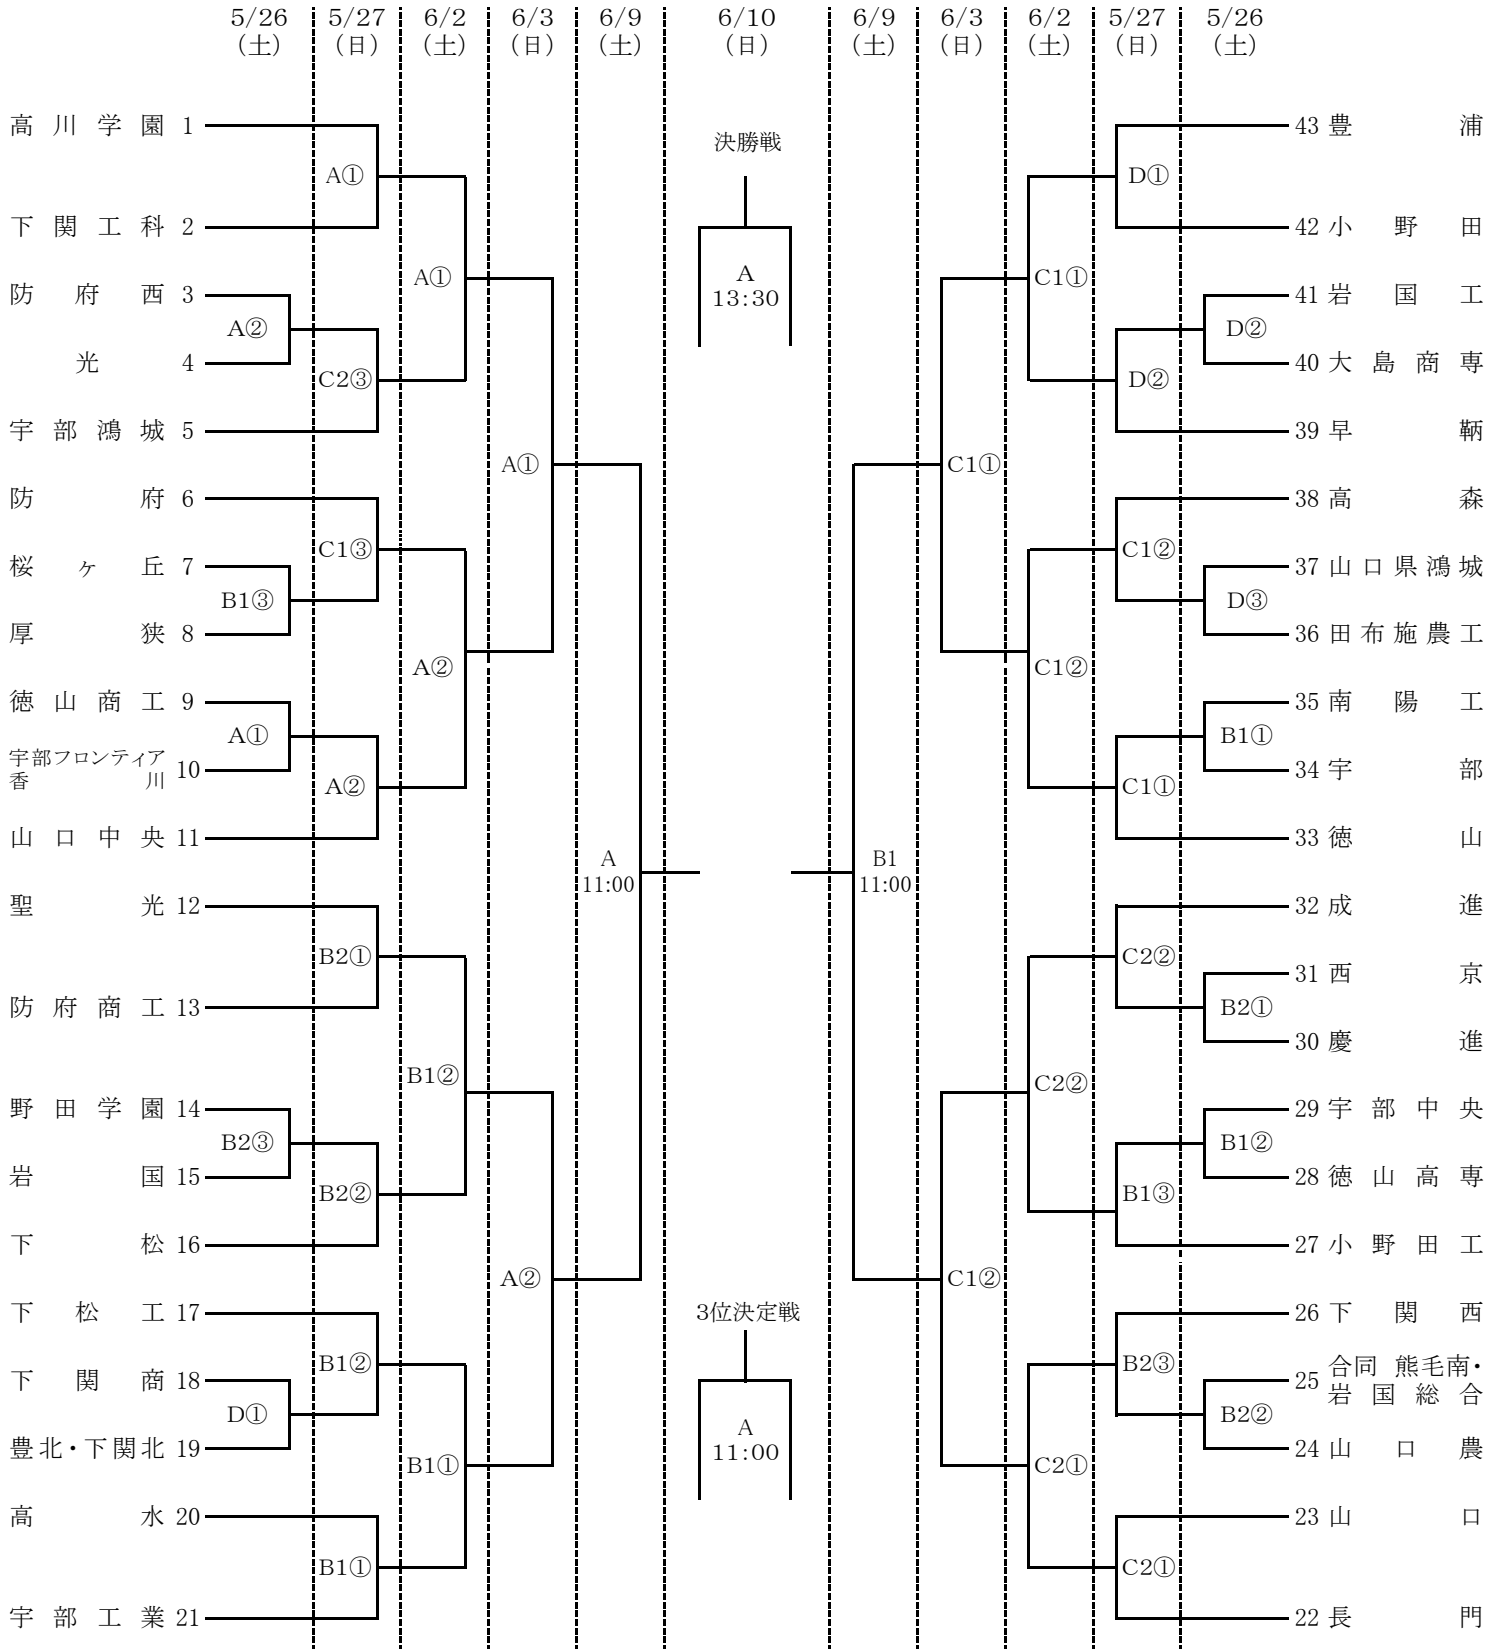 5/26 5/27 6/2 6/3 6/9 6/10 6/9 6/3 6/2 5/27 5/26
(土) (日) (土) (日) (土) (日) (土) (日) (土) (日) (土)
高川学園 1
43 豊浦
決勝戦
A①
D①
下関工科 2
42 小野田
A①
A
13:30
C1①
防府西 3
41 岩国工
A②
D②
光 4
40 大島商専
C2③
D②
宇部鴻城 5
39 早鞆
A①
C1①
防府 6
38 高森
C1③
C1②
桜ヶ丘 7
37 山口県鴻城
B1③
D③
厚狭 8
36 田布施農工
A②
C1②
徳山商工 9
35 南陽工
A①
B1①
宇部フロンティア
香川 10
34 宇部
A②
C1①
山口中央 11
33 徳山
A
11:00
B1
11:00
聖光 12
32 成進
B2①
C2②
31 西京
防府商工 13
B2①
30 慶進
B1②
C2②
野田学園 14
29 宇部中央
B2③
B1②
岩国 15
28 徳山高専
B2②
B1③
下松 16
27 小野田工
A②
C1②
下松工 17
3位決定戦
26 下関西
B1②
B2③
下関商 18
25 合同 熊毛南・
岩国総合
D①
B2②
豊北・下関北 19
A
11:00
24 山口農
B1①
C2①
高水 20
23 山口
B1①
C2①
宇部工業 21
22 長門